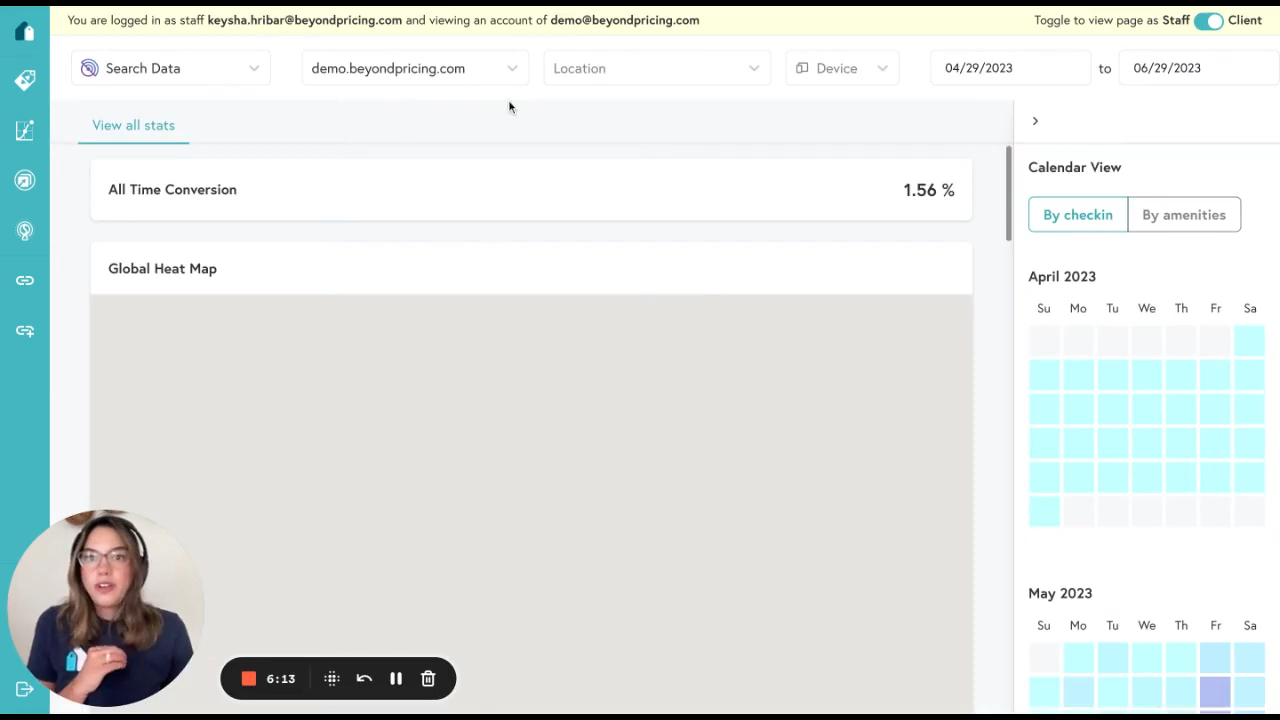 You are logged in as staff keysha.hribar@beyondpricing.com and viewing an account of demo@beyondpricing.com
Toggle to view page as Staff Client
Search Data
demo.beyondpricing.com
Location
Device
04/29/2023 to 06/29/2023
View all stats
All Time Conversion 1.56 %
Global Heat Map
Calendar View
By checkin By amenities
April 2023
Su Mo Tu We Th Fr Sa
May 2023
Su Mo Tu We Th Fr Sa
6:13